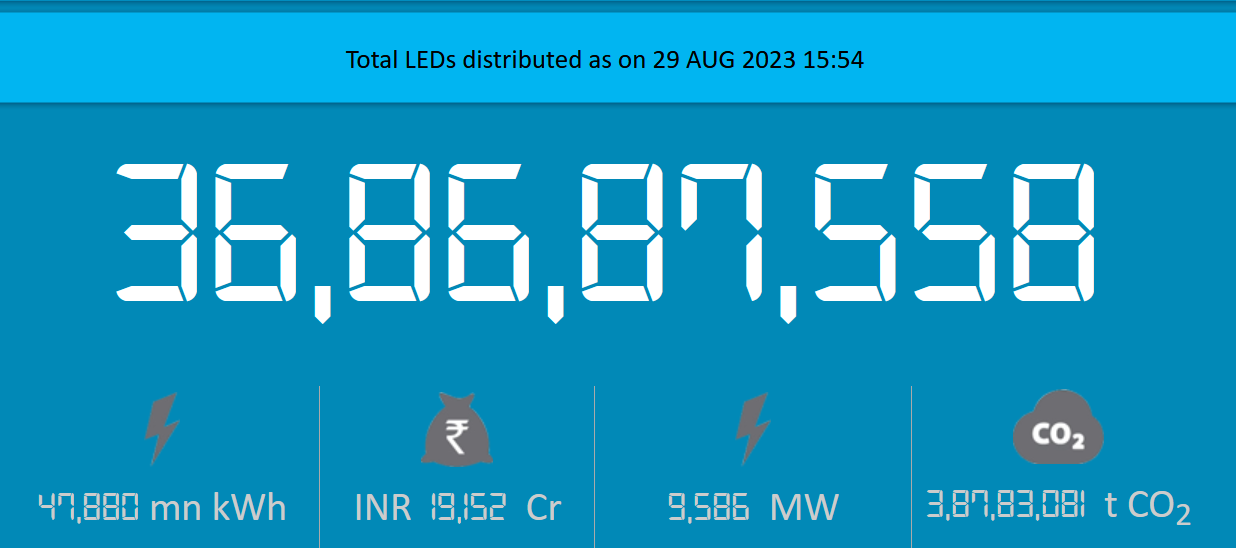 Total LEDs distributed as on 29 AUG 2023 15:54
36,86,87,558
₹
CO₂
47,880 mn kWh
INR 19,152 Cr
9,586 MW
3,87,83,081 t CO₂